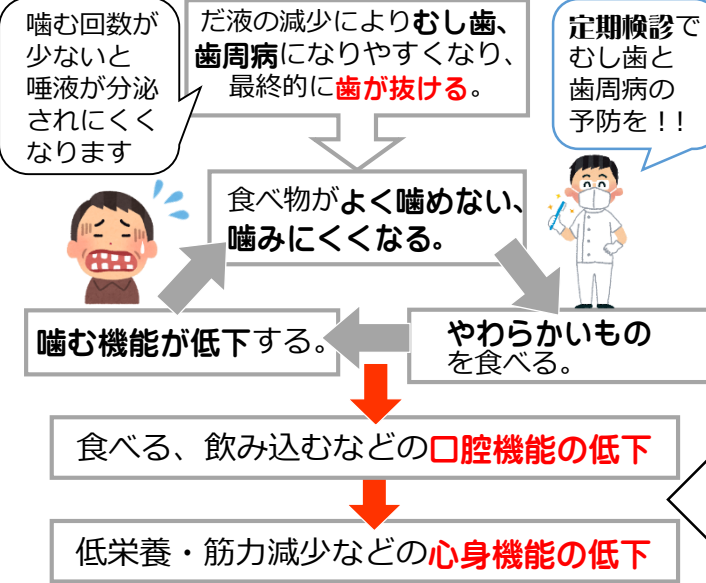 噛む回数が
少ないと
唾液が分泌
されにくく
なります
だ液の減少によりむし歯、
歯周病になりやすくなり、
最終的に歯が抜ける。
定期検診で
むし歯と
歯周病の
予防を！！
食べ物がよく噛めない、
噛みにくくなる。
噛む機能が低下する。
やわらかいもの
を食べる。
食べる、飲み込むなどの口腔機能の低下
低栄養・筋力減少などの心身機能の低下